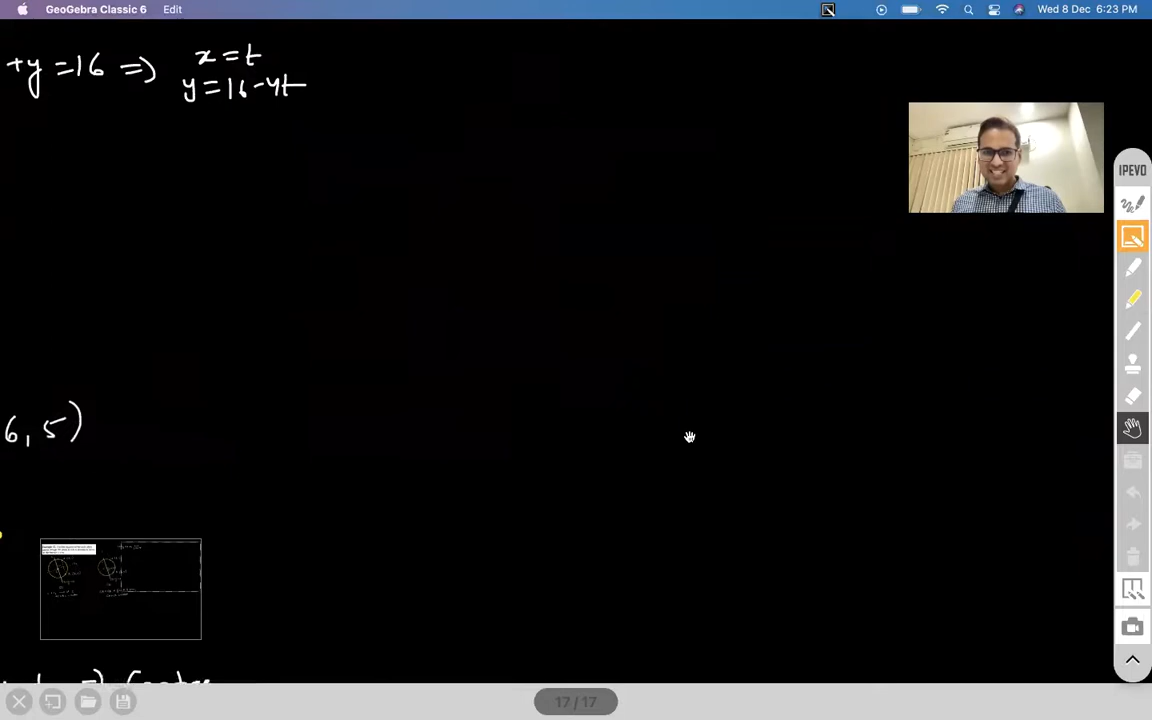 GeoGebra Classic 6 Edit Wed 8 Dec 6:23 PM
+y = 16 ⇒ x = t
y = 16 - 4t
IPEVO
6, 5)
17 / 17